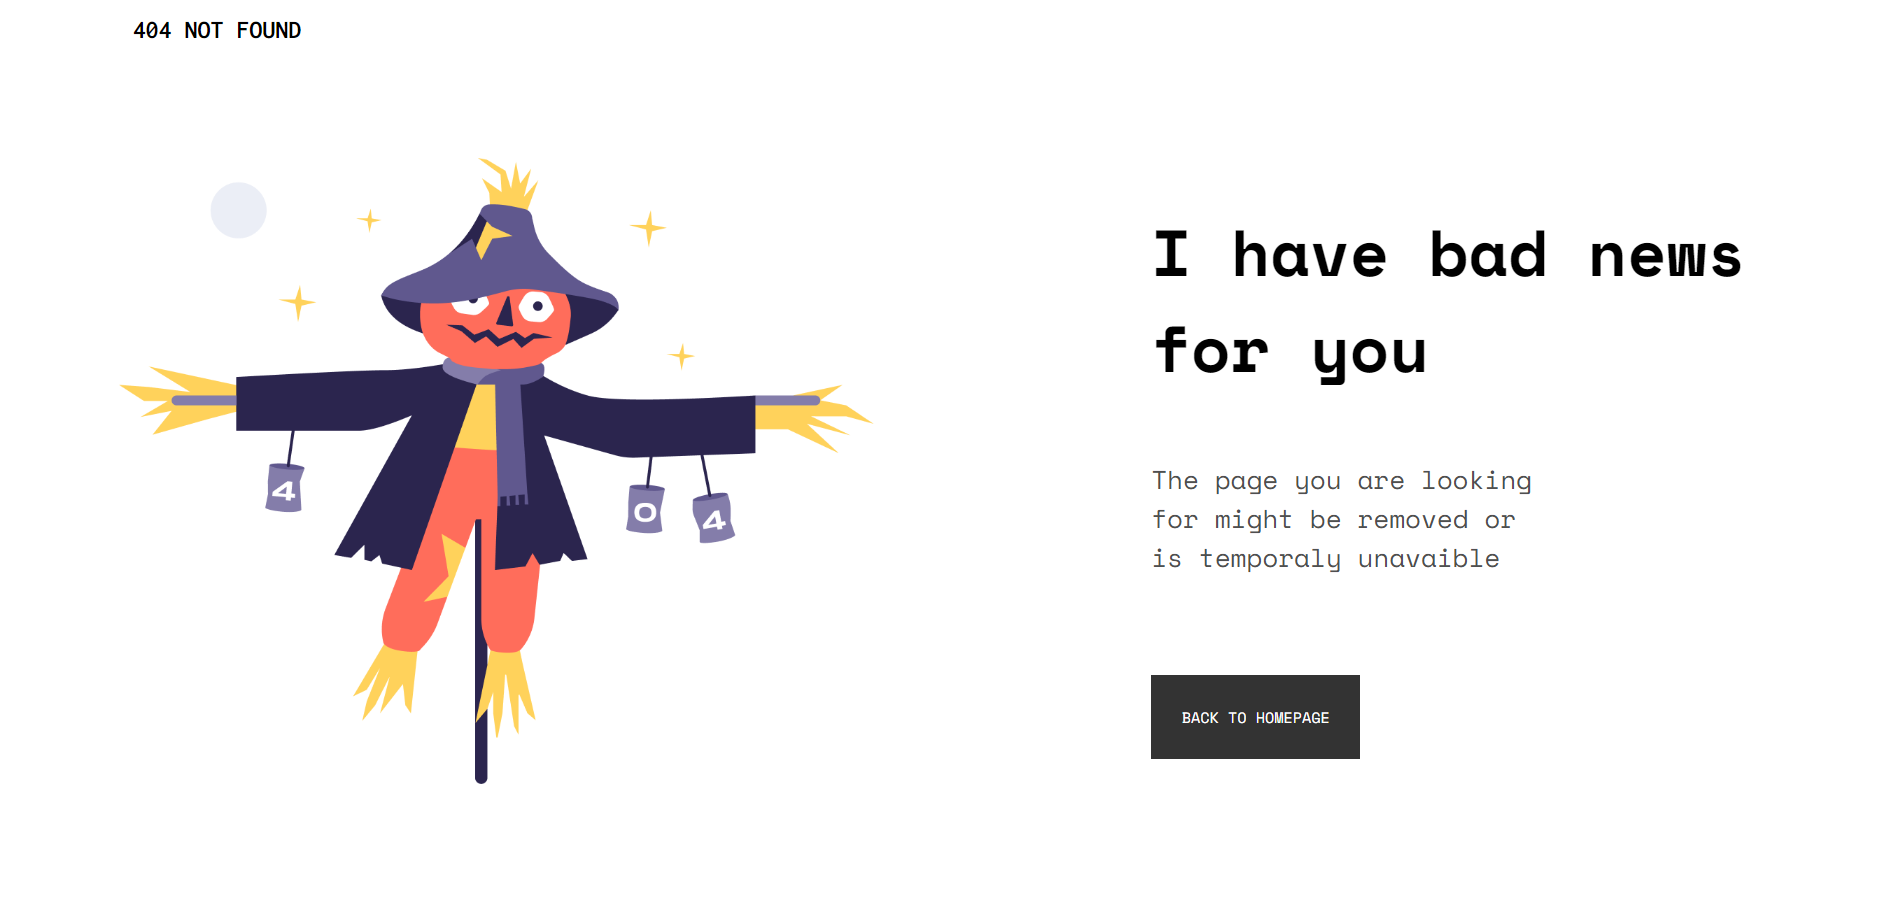 404 NOT FOUND
I have bad news
for you
4
0
4
The page you are looking
for might be removed or
is temporaly unavaible
BACK TO HOMEPAGE